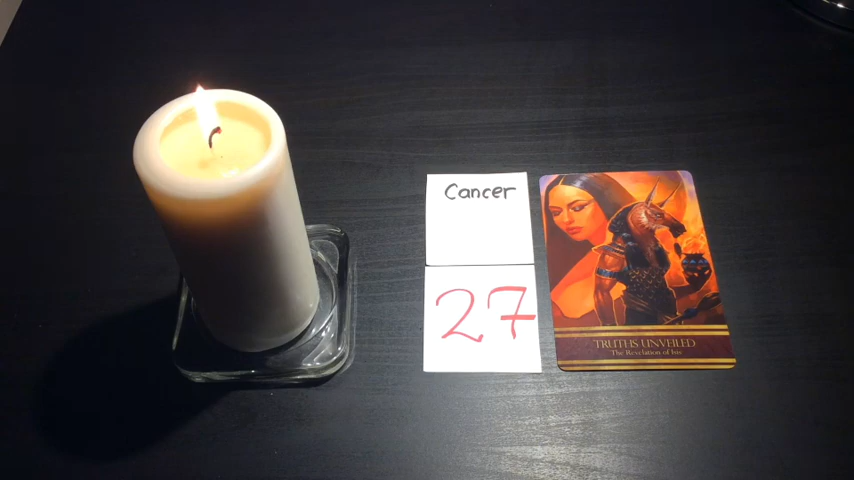 Cancer
27
TRUTHS UNVEILED
The Revelation of Isis